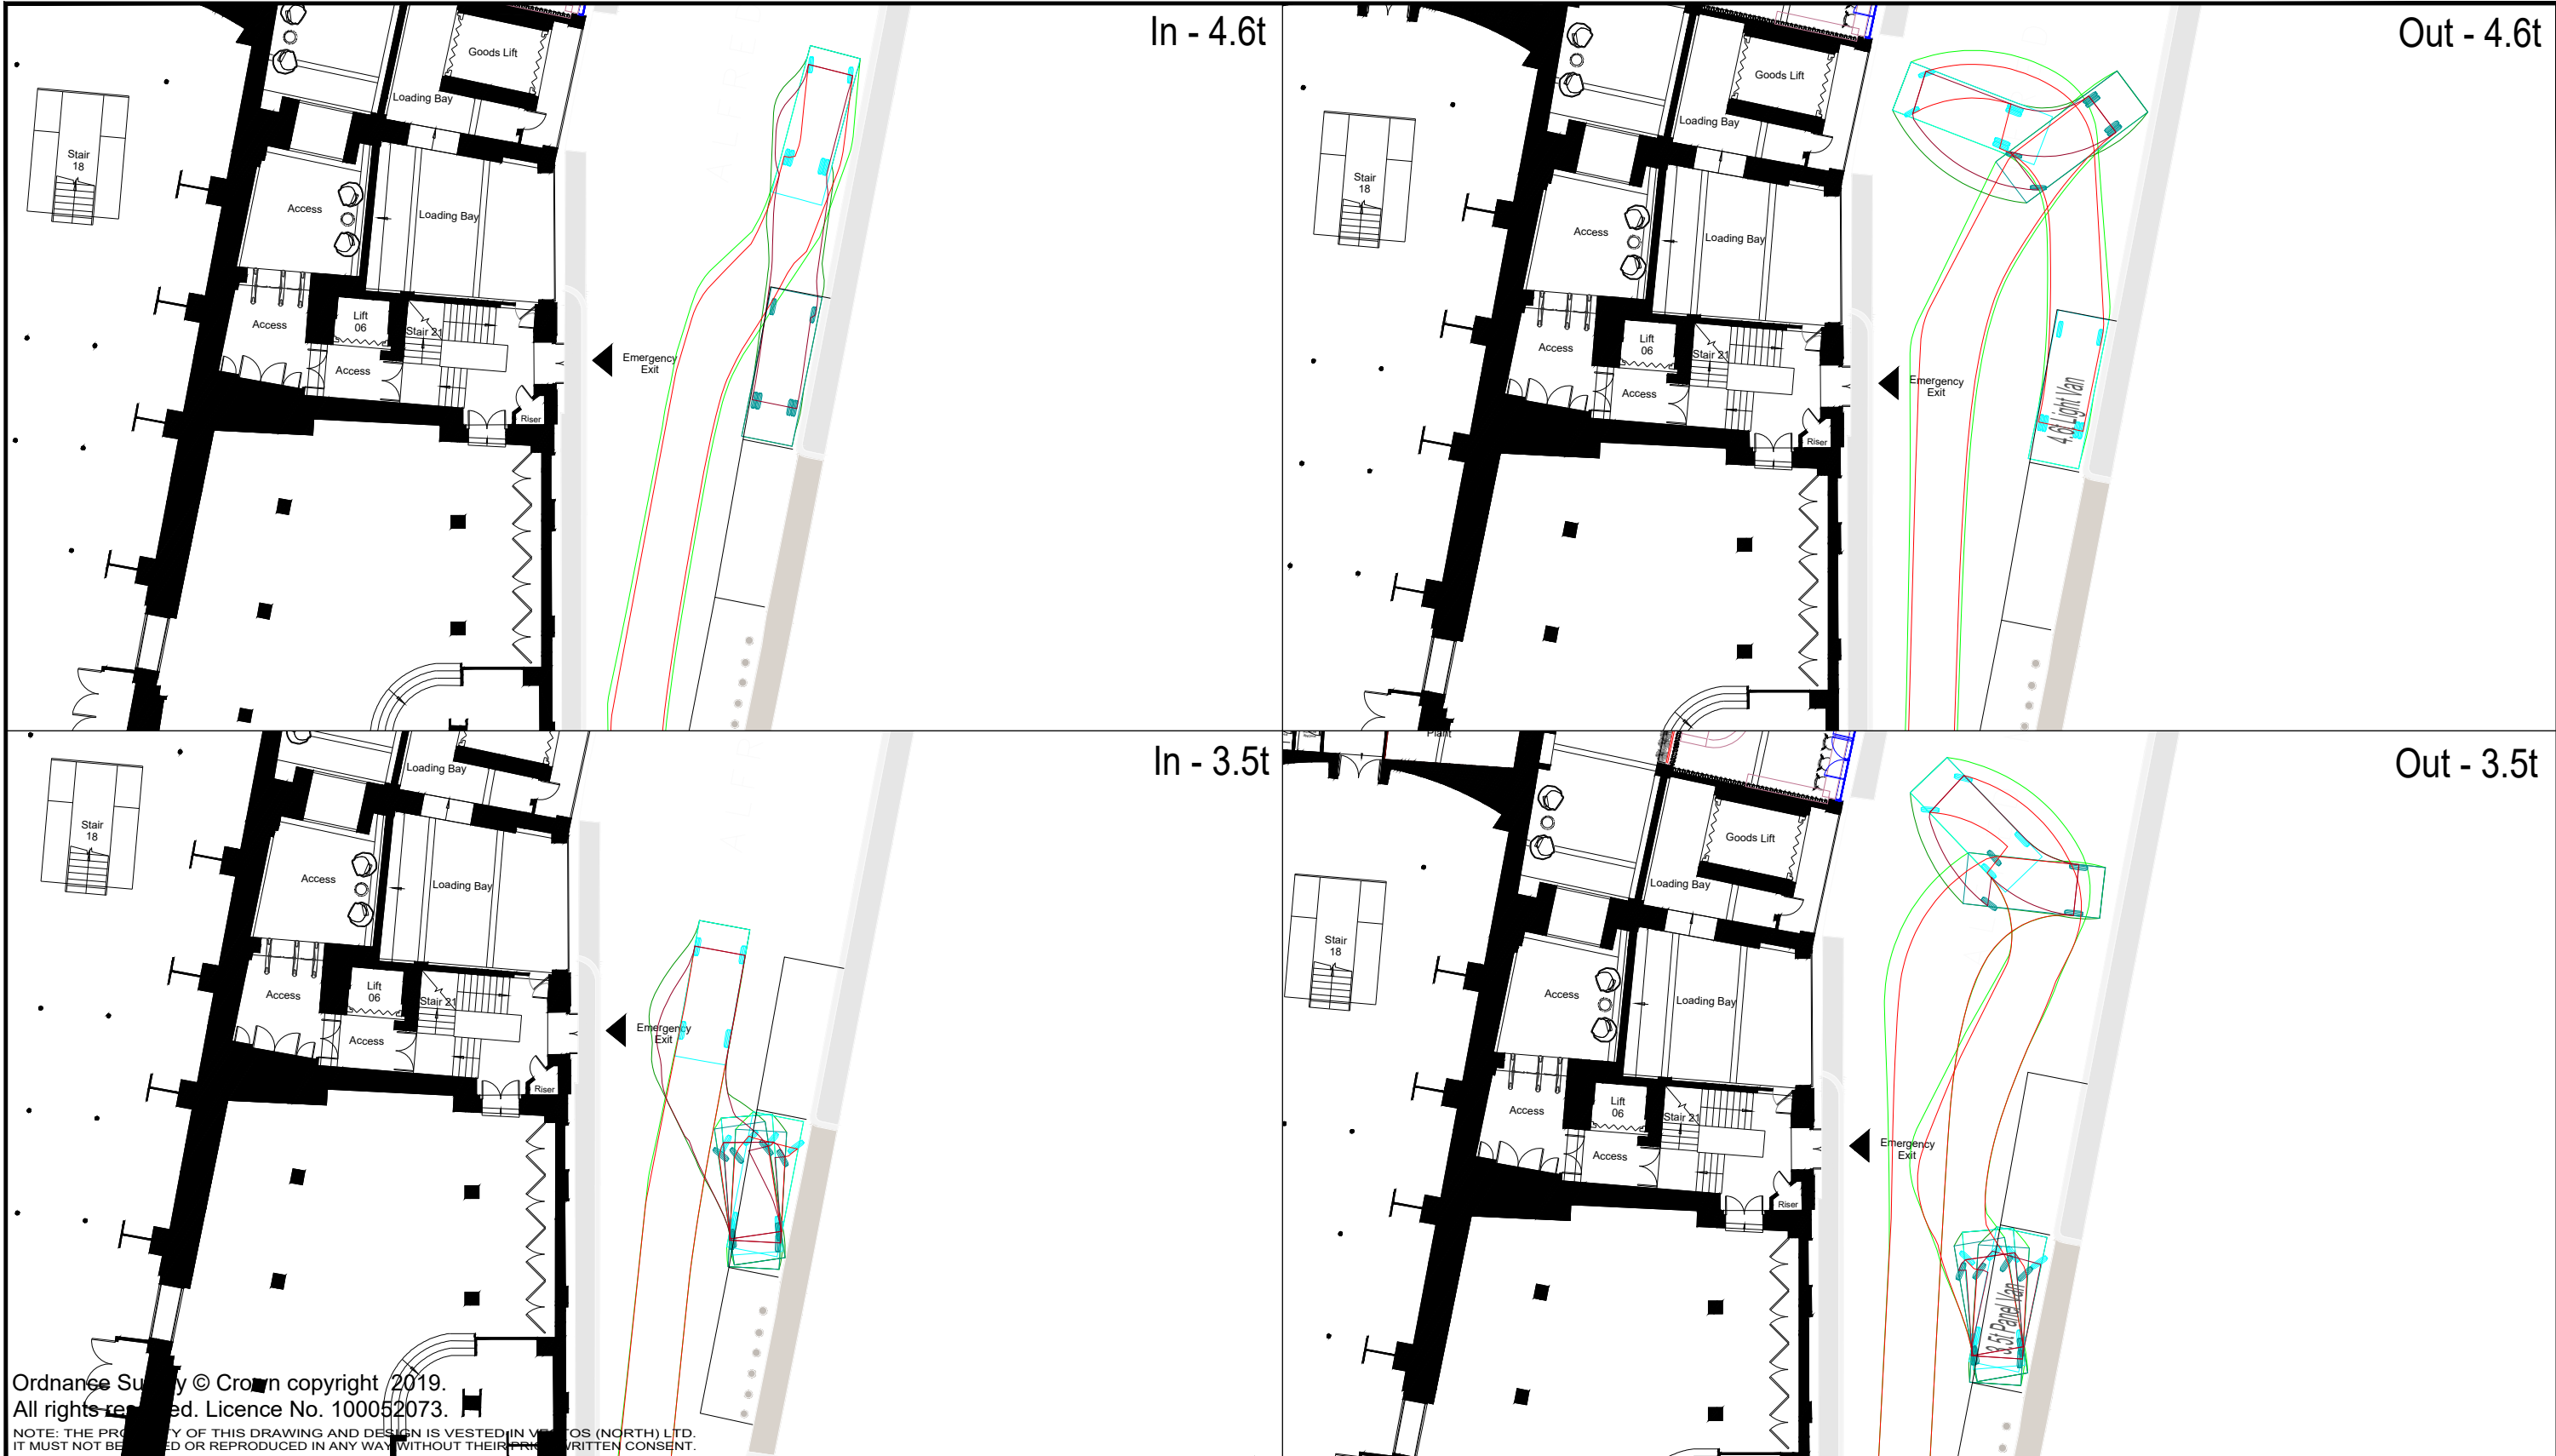 In - 4.6t
Goods Lift
Loading Bay
Stair
18
Access
Loading Bay
Access
Lift
06
Stair 21
Access
Emergency
Exit
Riser
Out - 4.6t
Goods Lift
Loading Bay
Stair
18
Access
Loading Bay
Access
Lift
06
Stair 21
Access
Emergency
Exit
Riser
4.6t Light Van
In - 3.5t
Loading Bay
Stair
18
Access
Loading Bay
Access
Lift
06
Stair 21
Access
Emergency
Exit
Riser
Ordnance Su y © Crown copyright 2019.
All rights res ed. Licence No. 100052073.
NOTE: THE PRO TY OF THIS DRAWING AND DESIGN IS VESTED IN VECTOS (NORTH) LTD.
IT MUST NOT BE ED OR REPRODUCED IN ANY WAY WITHOUT THEIR PRIOR WRITTEN CONSENT.
Out - 3.5t
Plant
Goods Lift
Loading Bay
Stair
18
Access
Loading Bay
Access
Lift
06
Stair 21
Access
Emergency
Exit
Riser
3.5t Panel Van